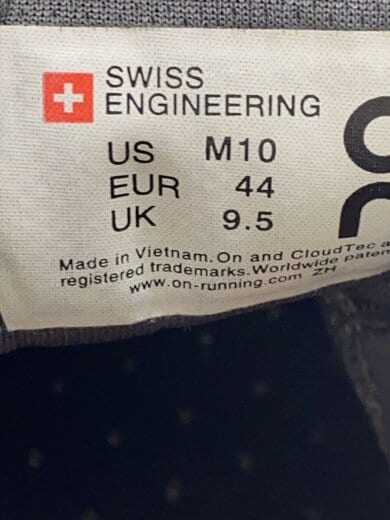 SWISS
ENGINEERING
US M10
EUR 44
UK 9.5
Made in Vietnam. On and CloudTec a
registered trademarks. Worldwide paten
www.on-running.com ZH